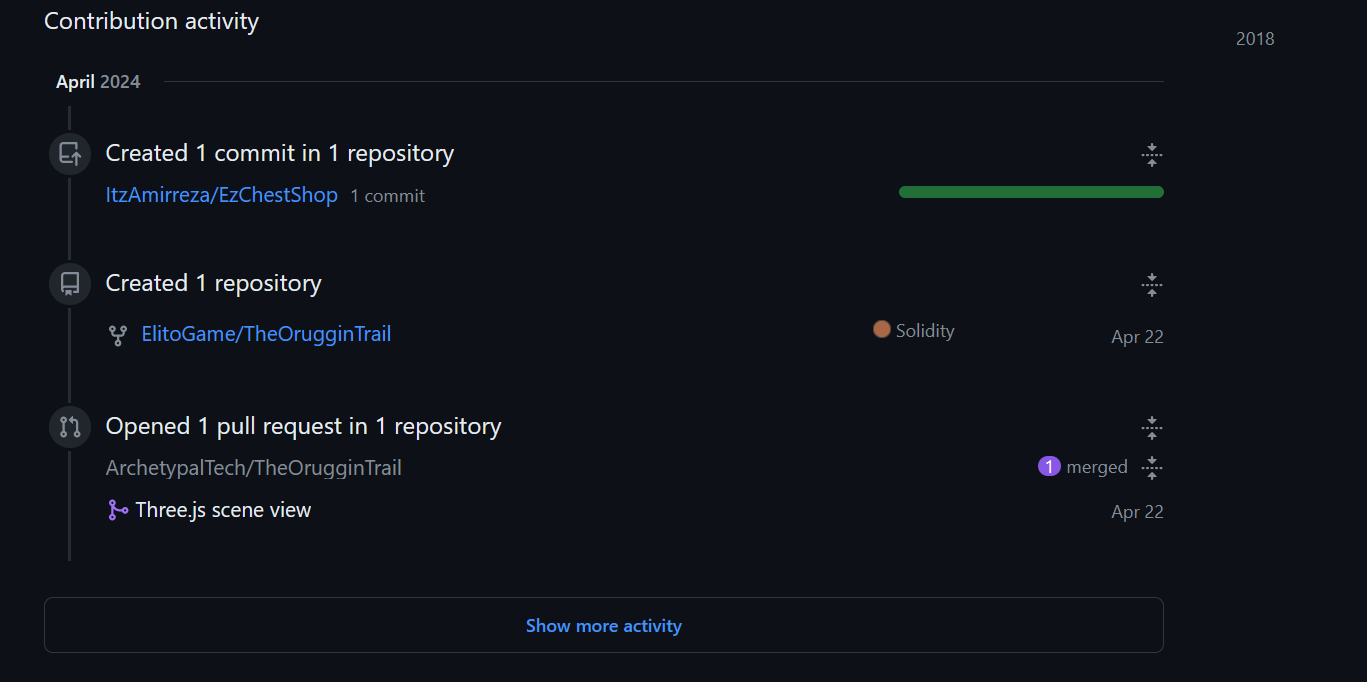 Contribution activity
2018
April 2024
Created 1 commit in 1 repository
ItzAmirreza/EzChestShop 1 commit
Created 1 repository
ElitoGame/TheOrugginTrail Solidity Apr 22
Opened 1 pull request in 1 repository
ArchetypalTech/TheOrugginTrail 1 merged
Three.js scene view Apr 22
Show more activity